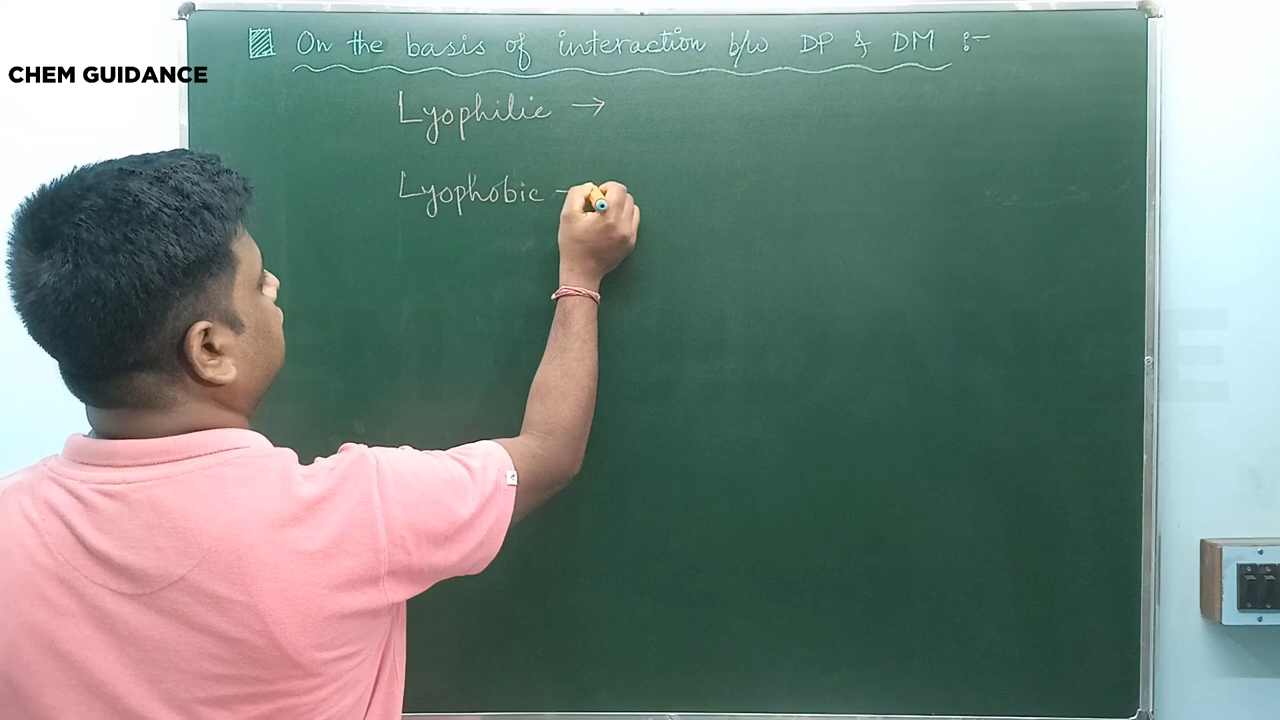 On the basis of interaction b/w DP & DM :-
CHEM GUIDANCE
Lyophilic →
Lyophobic -